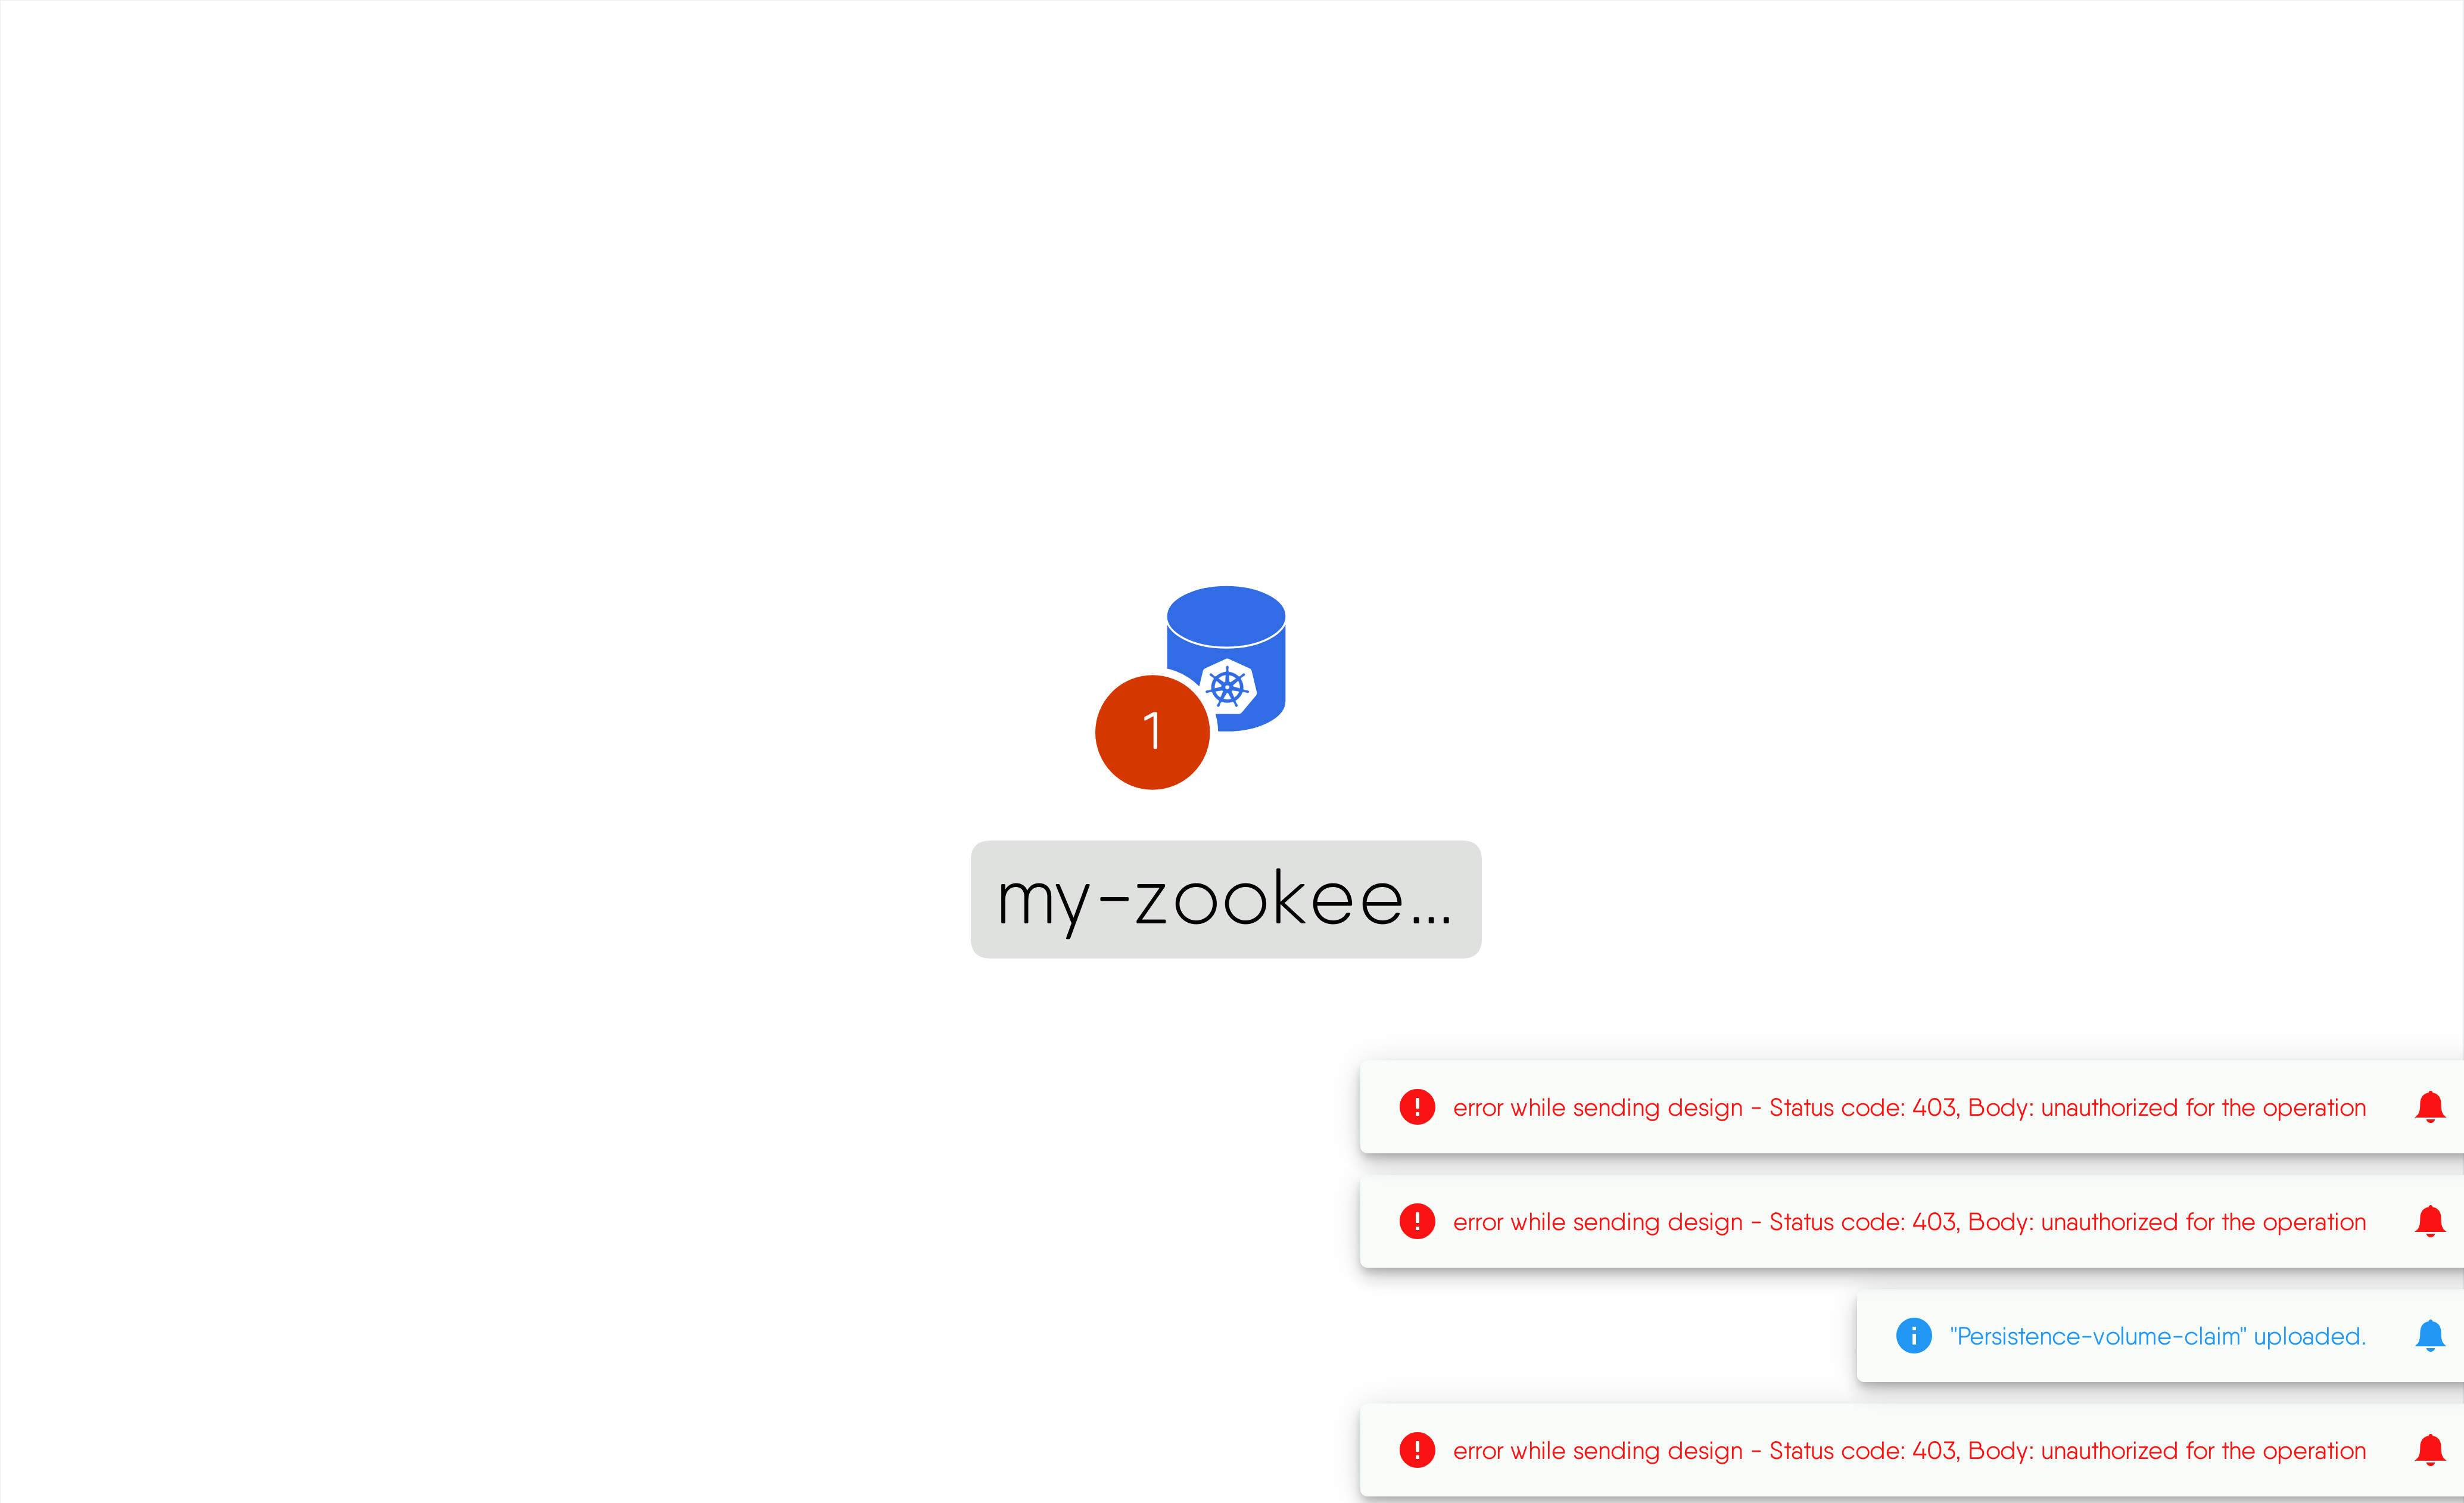 1
my-zookee...
error while sending design - Status code: 403, Body: unauthorized for the operation
error while sending design - Status code: 403, Body: unauthorized for the operation
"Persistence-volume-claim" uploaded.
error while sending design - Status code: 403, Body: unauthorized for the operation